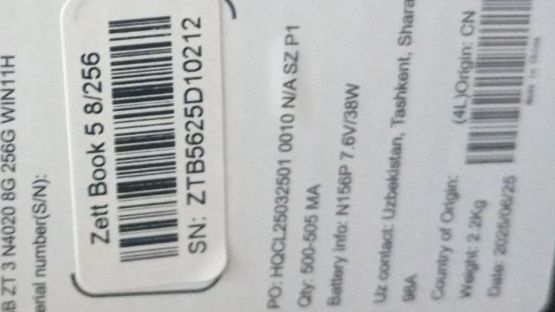 B ZT 3 N4020 8G 256G WIN11H
erial number(S/N):
Zett Book 5 8/256
SN: ZTB5625D10212
PO: HQCL25032501 0010 N/A SZ P1
Qty: 500-505 MA
Battery info: N156P 7.6V/38W
Uz contact: Uzbekistan, Tashkent, Shara
98A
Country of Origin:
(4L)Origin: CN
Weight: 2.2Kg
Date: 2025/06/25
Made in China